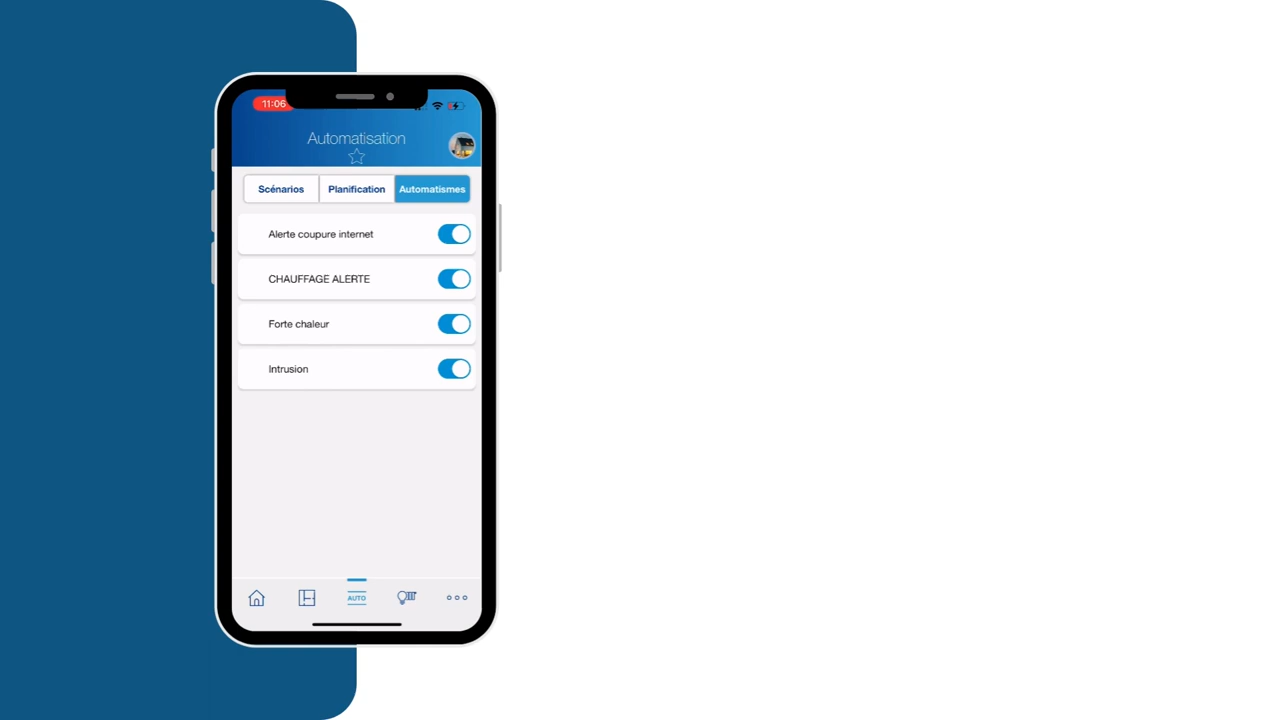 11:06
Automatisation
Scénarios
Planification
Automatismes
Alerte coupure internet
CHAUFFAGE ALERTE
Forte chaleur
Intrusion
AUTO